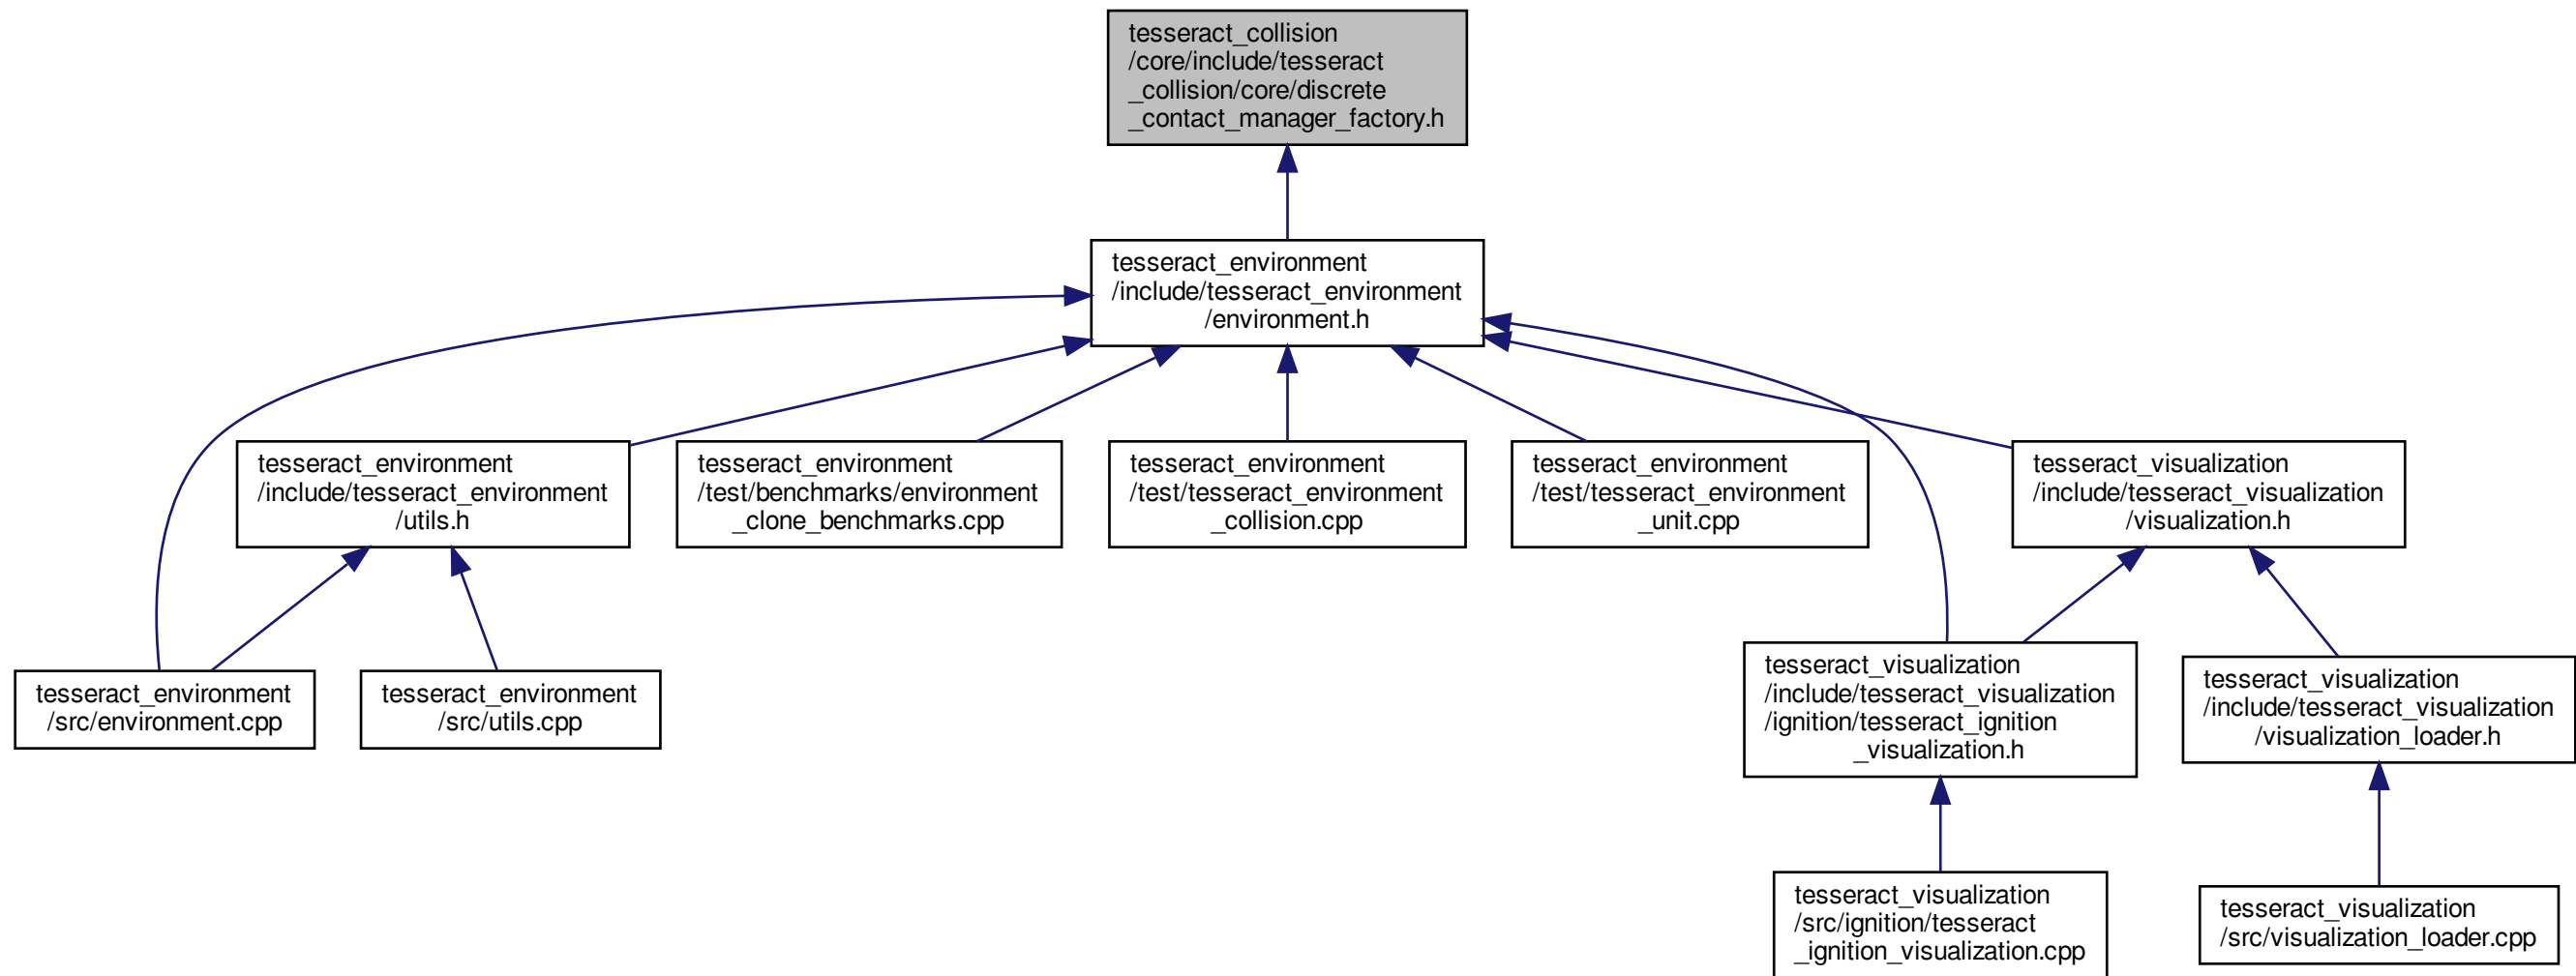 tesseract_collision
/core/include/tesseract
_collision/core/discrete
_contact_manager_factory.h
tesseract_environment
/include/tesseract_environment
/environment.h
tesseract_environment
/include/tesseract_environment
/utils.h
tesseract_environment
/test/benchmarks/environment
_clone_benchmarks.cpp
tesseract_environment
/test/tesseract_environment
_collision.cpp
tesseract_environment
/test/tesseract_environment
_unit.cpp
tesseract_visualization
/include/tesseract_visualization
/visualization.h
tesseract_environment
/src/environment.cpp
tesseract_environment
/src/utils.cpp
tesseract_visualization
/include/tesseract_visualization
/ignition/tesseract_ignition
_visualization.h
tesseract_visualization
/include/tesseract_visualization
/visualization_loader.h
tesseract_visualization
/src/ignition/tesseract
_ignition_visualization.cpp
tesseract_visualization
/src/visualization_loader.cpp